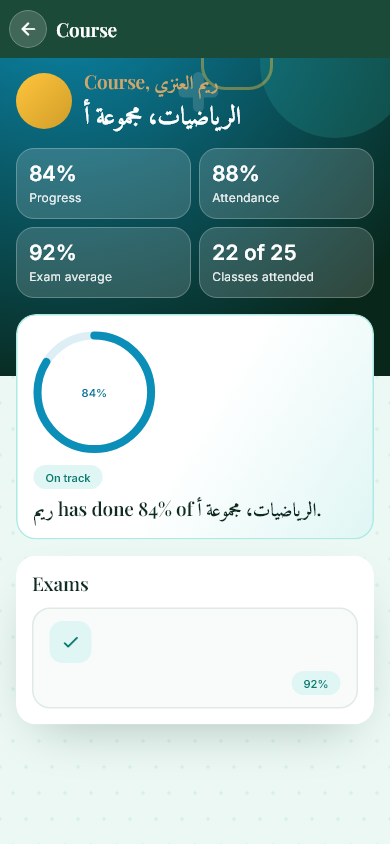 Course
Course, ريم العنزي
الرياضيات، مجموعة أ
84%
Progress
88%
Attendance
92%
Exam average
22 of 25
Classes attended
84%
On track
ريم has done 84% of الرياضيات، مجموعة أ.
Exams
92%